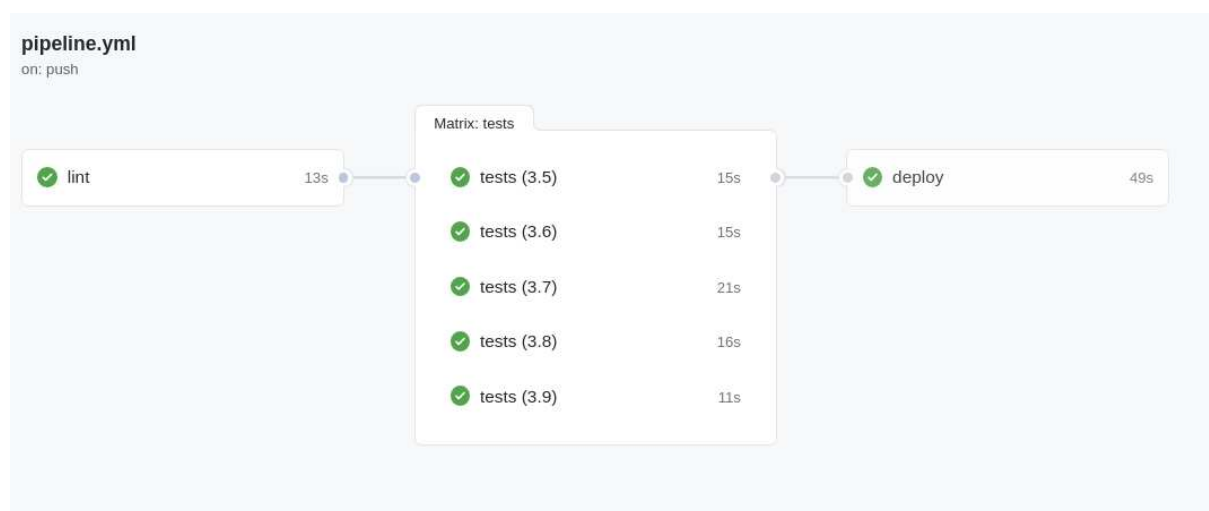 pipeline.yml
on: push
Matrix: tests
lint 13s
tests (3.5) 15s
tests (3.6) 15s
tests (3.7) 21s
tests (3.8) 16s
tests (3.9) 11s
deploy 49s